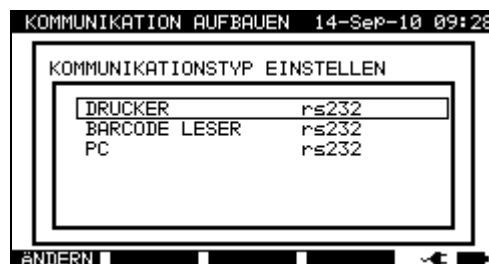 KOMMUNIKATION AUFBAUEN 14-Sep-10 09:28
KOMMUNIKATIONSTYP EINSTELLEN
DRUCKER rs232
BARCODE LESER rs232
PC rs232
ÄNDERN